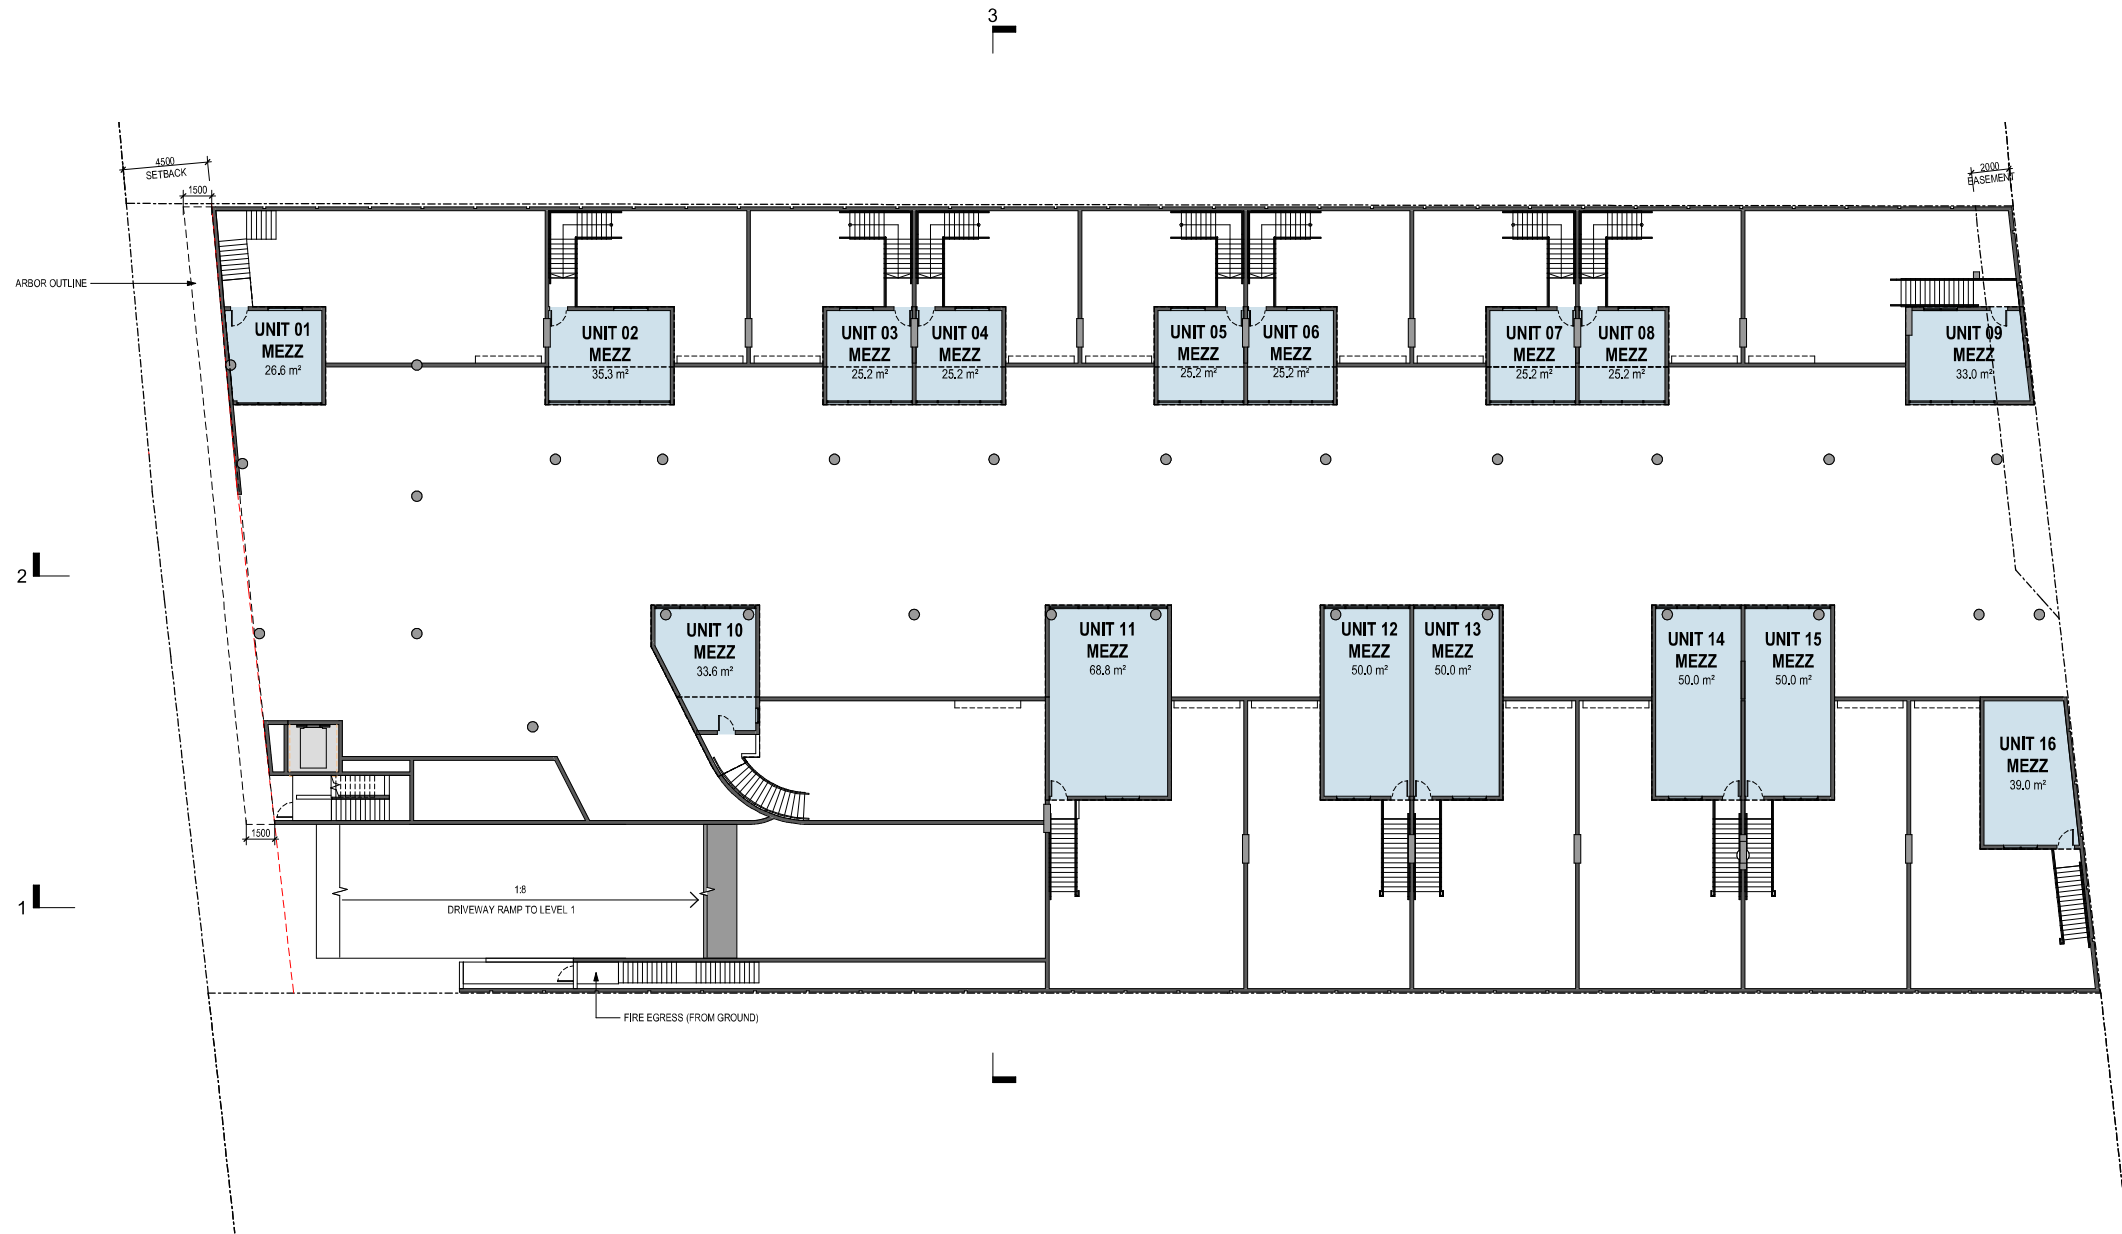 3
4500
SETBACK
1500
2000
EASEMENT
ARBOR OUTLINE
UNIT 01
MEZZ
26.6 m²
UNIT 02
MEZZ
35.3 m²
UNIT 03
MEZZ
25.2 m²
UNIT 04
MEZZ
25.2 m²
UNIT 05
MEZZ
25.2 m²
UNIT 06
MEZZ
25.2 m²
UNIT 07
MEZZ
25.2 m²
UNIT 08
MEZZ
25.2 m²
UNIT 09
MEZZ
33.0 m²
2
UNIT 10
MEZZ
33.6 m²
UNIT 11
MEZZ
68.8 m²
UNIT 12
MEZZ
50.0 m²
UNIT 13
MEZZ
50.0 m²
UNIT 14
MEZZ
50.0 m²
UNIT 15
MEZZ
50.0 m²
UNIT 16
MEZZ
39.0 m²
1500
1
1:8
DRIVEWAY RAMP TO LEVEL 1
FIRE EGRESS (FROM GROUND)